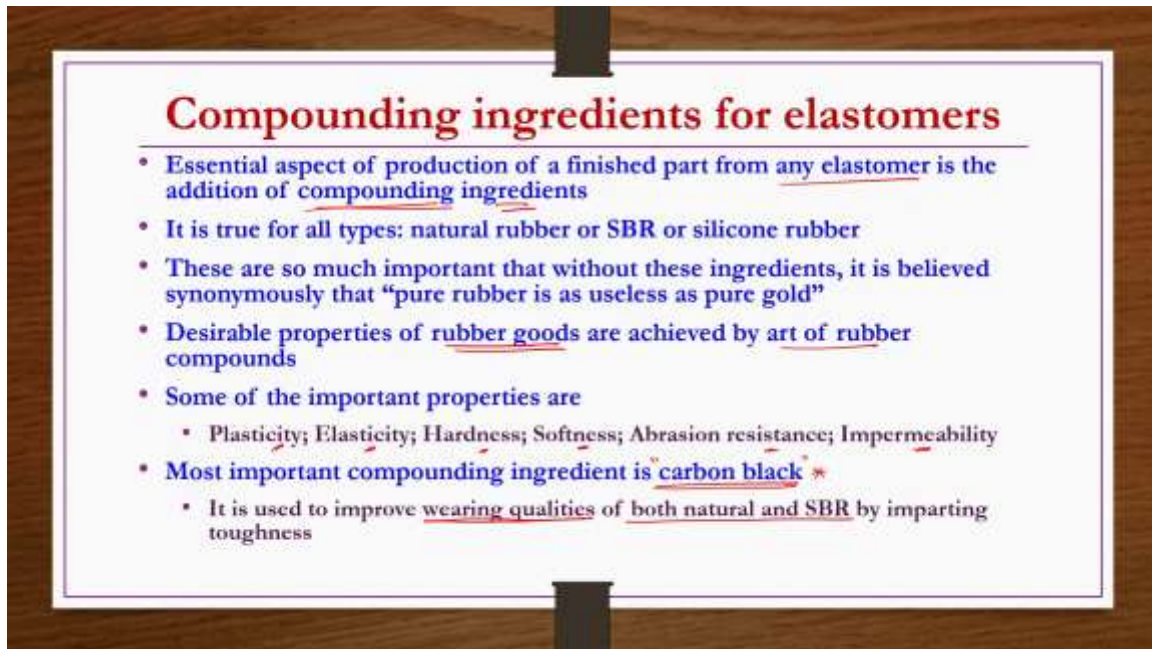 Compounding ingredients for elastomers
• Essential aspect of production of a finished part from any elastomer is the
addition of compounding ingredients
• It is true for all types: natural rubber or SBR or silicone rubber
• These are so much important that without these ingredients, it is believed
synonymously that “pure rubber is as useless as pure gold”
• Desirable properties of rubber goods are achieved by art of rubber
compounds
• Some of the important properties are
• Plasticity; Elasticity; Hardness; Softness; Abrasion resistance; Impermeability
• Most important compounding ingredient is "carbon black" *
• It is used to improve wearing qualities of both natural and SBR by imparting
toughness